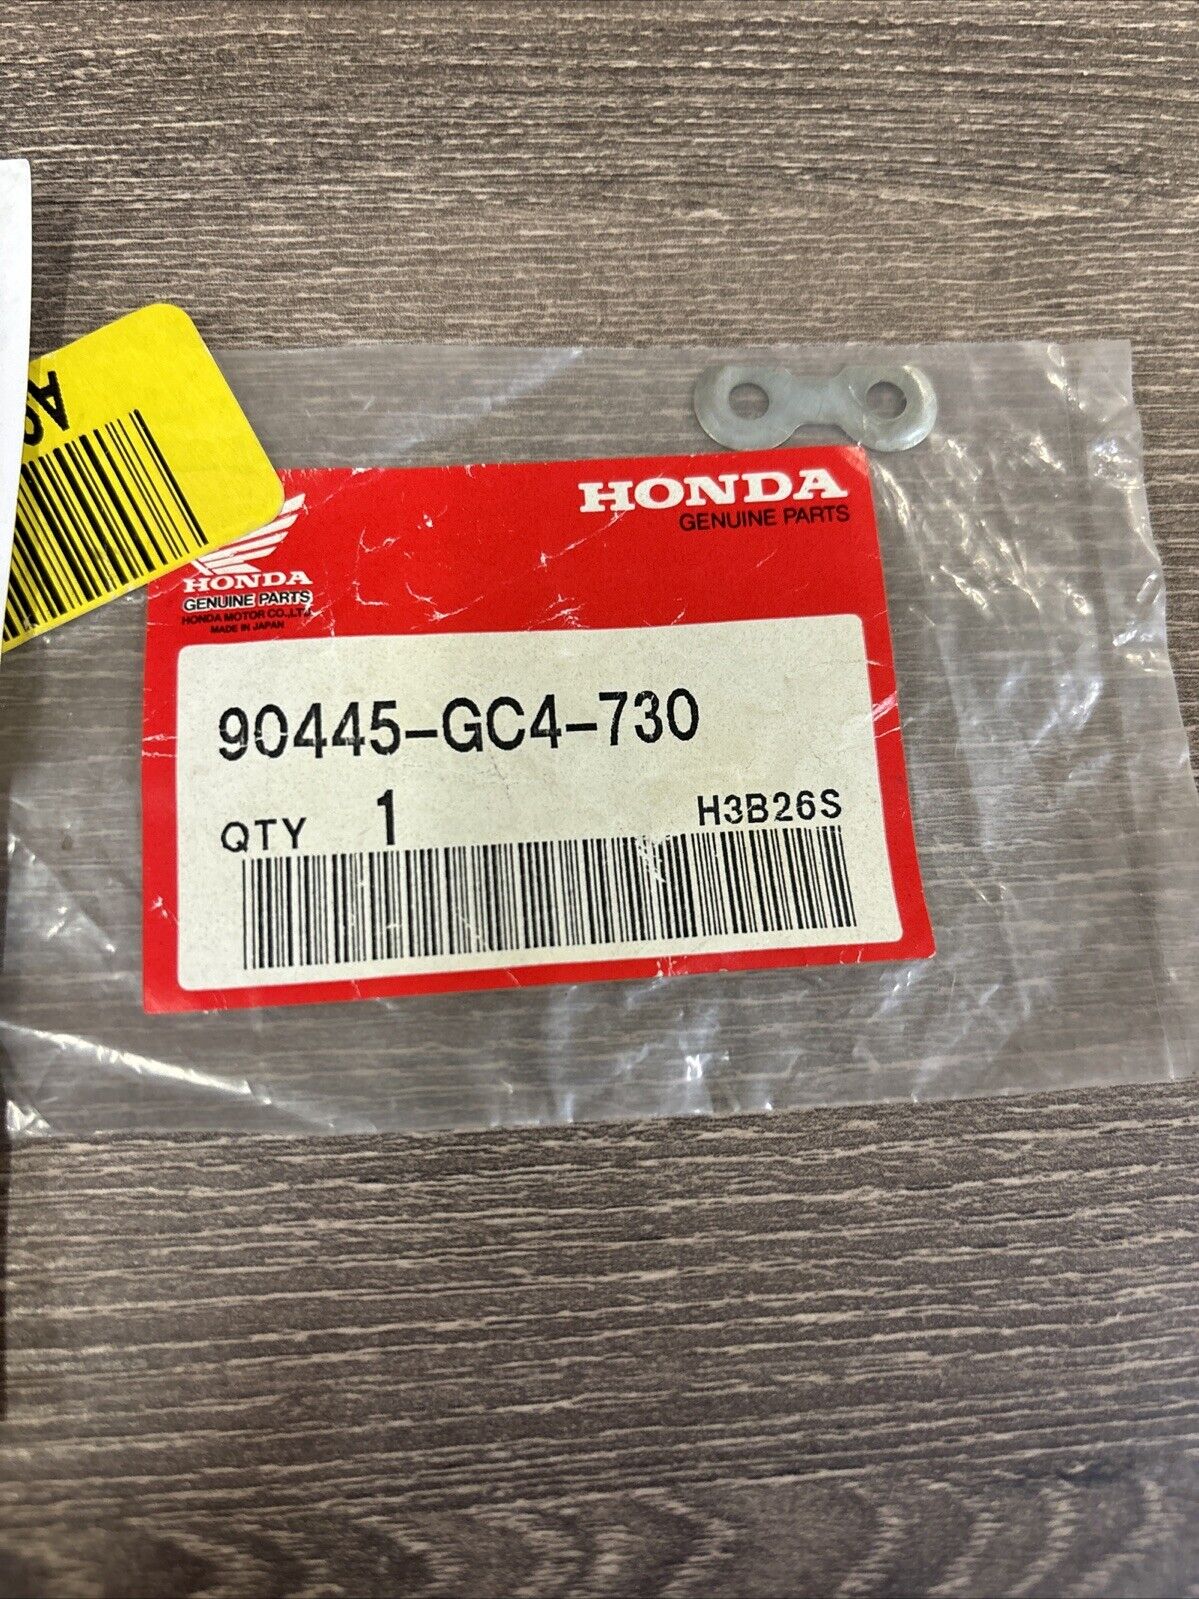 HONDA
GENUINE PARTS
HONDA
GENUINE PARTS
HONDA MOTOR CO.,LTD.
MADE IN JAPAN
90445-GC4-730
QTY 1 H3B26S